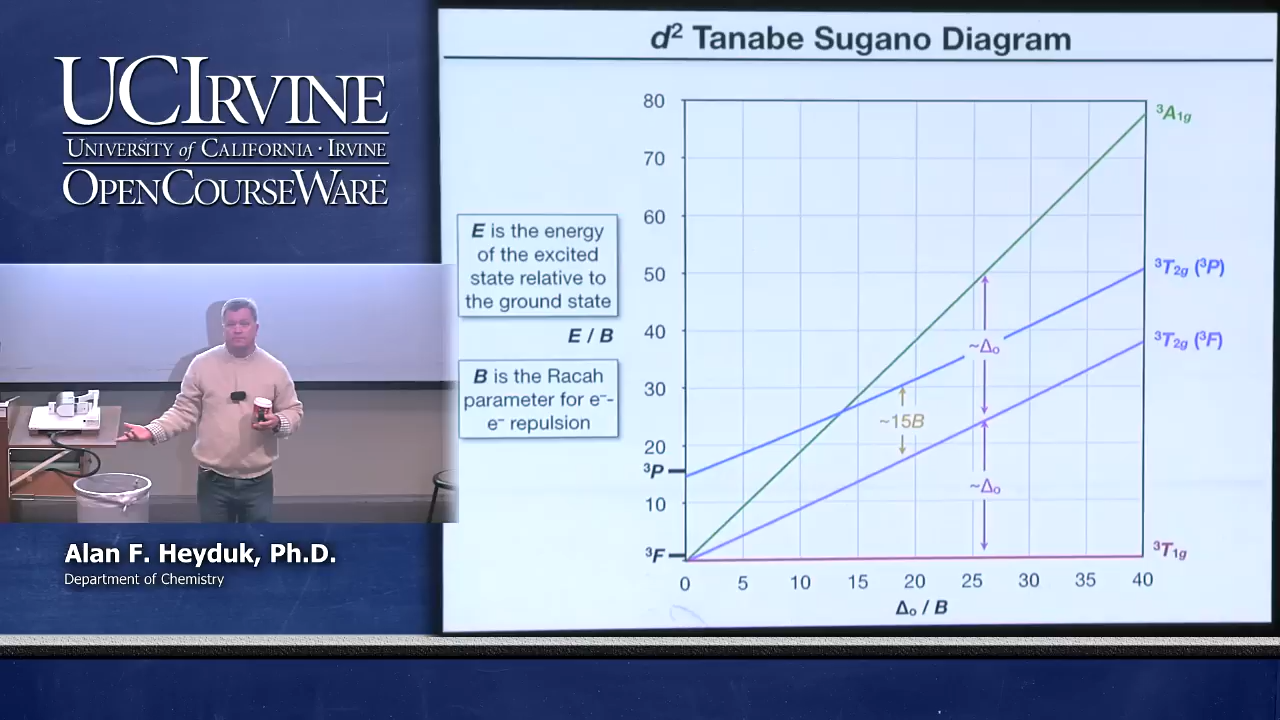 UCIRVINE
UNIVERSITY of CALIFORNIA · IRVINE
OPENCOURSEWARE
Alan F. Heyduk, Ph.D.
Department of Chemistry
d² Tanabe Sugano Diagram
E is the energy
of the excited
state relative to
the ground state
E / B
B is the Racah
parameter for e⁻-
e⁻ repulsion
80
70
60
50
40
30
20
³P
10
³F
0 5 10 15 20 25 30 35 40
Δₒ / B
³A₁g
³T₂g (³P)
³T₂g (³F)
³T₁g
~Δₒ
~15B
~Δₒ